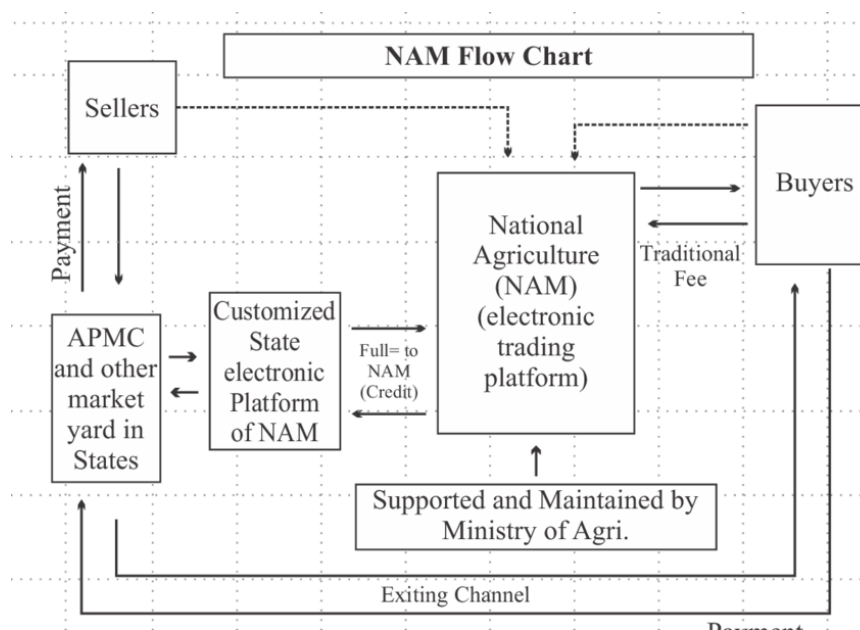 NAM Flow Chart
Sellers
Buyers
Payment
National
Agriculture
(NAM)
(electronic
trading
platform)
Traditional
Fee
Customized
State
electronic
Platform
of NAM
Full= to
NAM
(Credit)
APMC
and other
market
yard in
States
Supported and Maintained by
Ministry of Agri.
Exiting Channel
Payment